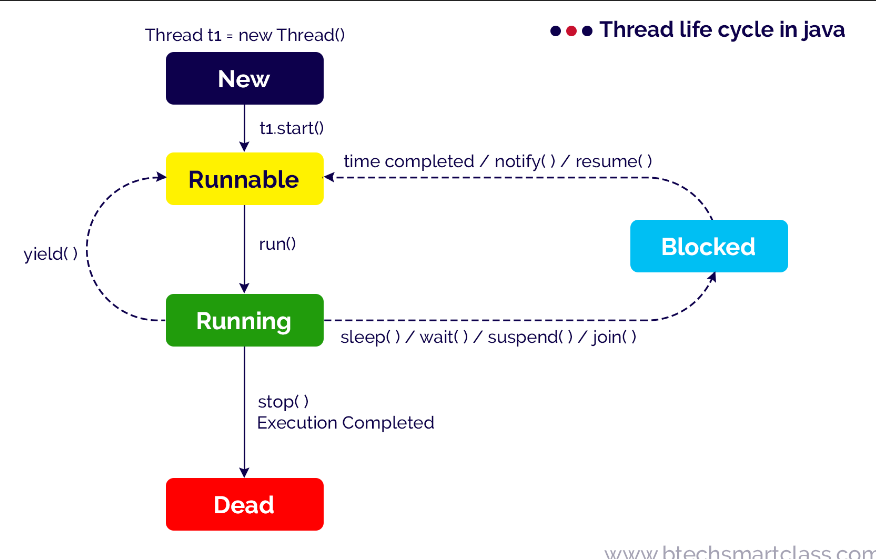 Thread life cycle in java
Thread t1 = new Thread()
New
t1.start()
Runnable
time completed / notify( ) / resume( )
yield( )
run()
Blocked
Running
sleep( ) / wait( ) / suspend( ) / join( )
stop( )
Execution Completed
Dead
www.btechsmartclass.com